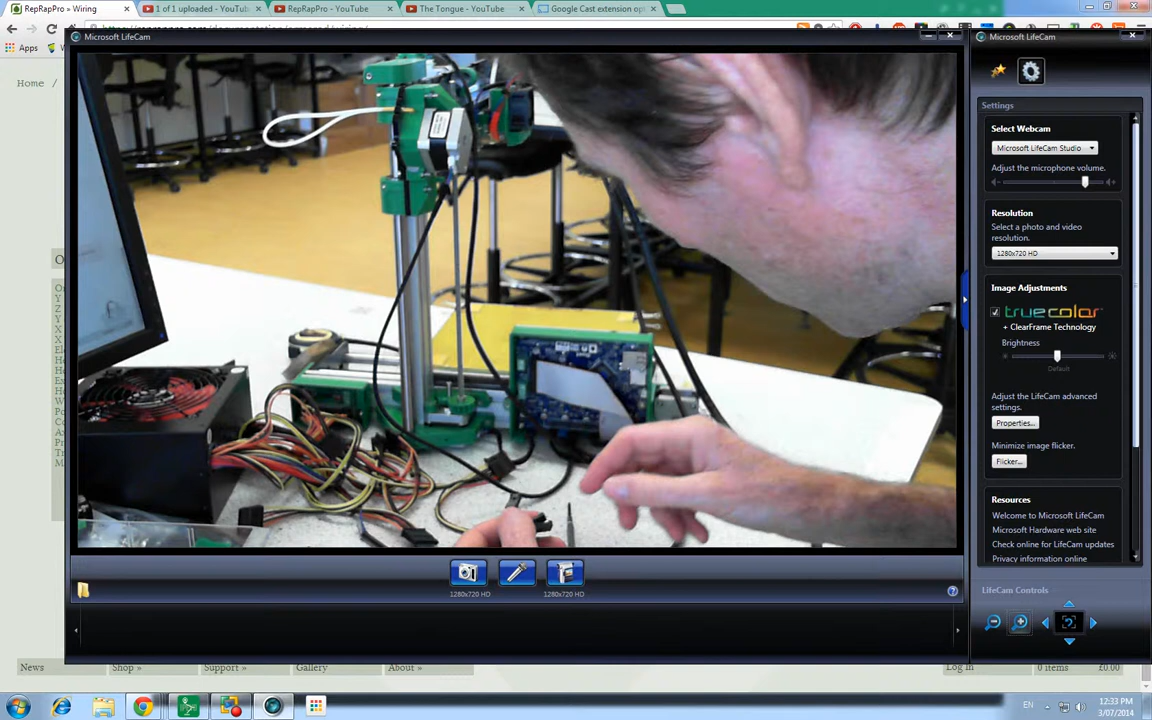 RepRapPro » Wiring
1 of 1 uploaded - YouTu
RepRapPro - YouTube
The Tongue - YouTube
Google Cast extension opt
Apps
Microsoft LifeCam
Microsoft LifeCam
Home /
Settings
Select Webcam
Microsoft LifeCam Studio
Adjust the microphone volume.
Resolution
Select a photo and video
resolution.
1280x720 HD
Image Adjustments
truecolor
+ ClearFrame Technology
Brightness
Default
Adjust the LifeCam advanced
settings.
Properties...
Minimize image flicker.
Flicker...
Resources
Welcome to Microsoft LifeCam
Microsoft Hardware web site
Check online for LifeCam updates
Privacy information online
LifeCam Controls
1280x720 HD
1280x720 HD
News
Shop »
Support »
Gallery
About »
Log in
0 items
£0.00
EN
12:33 PM
3/07/2014